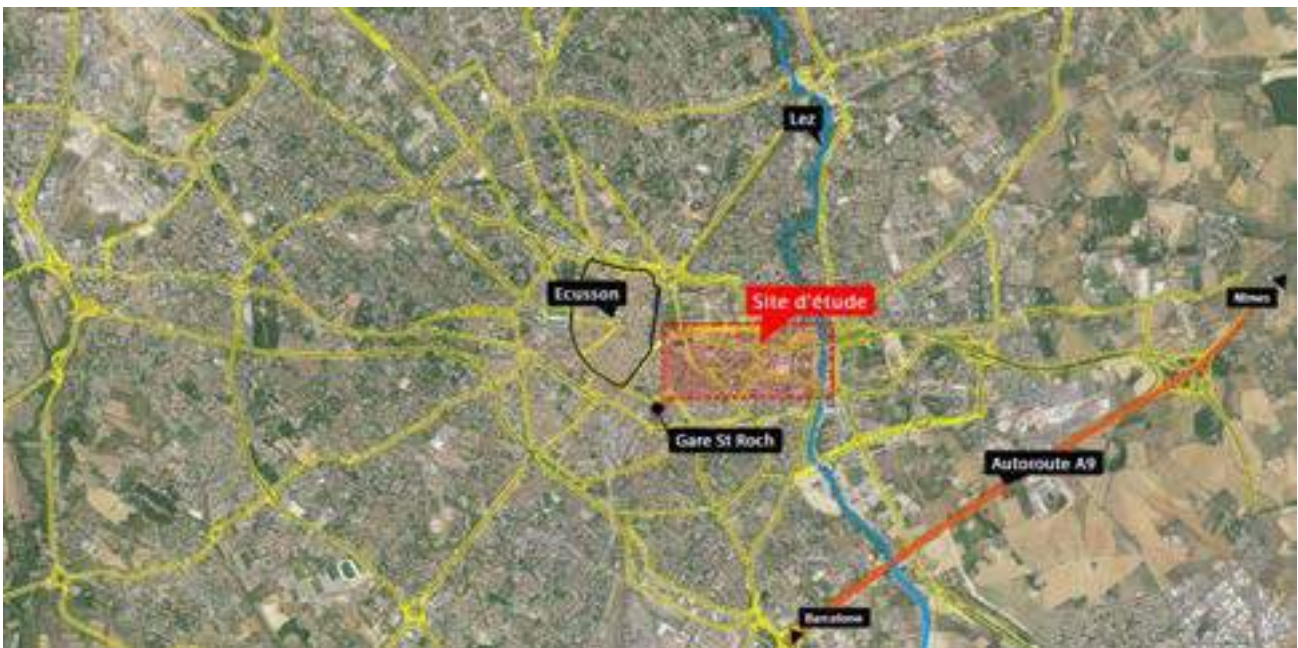 Lez
Ecusson
Site d'étude
Nîmes
Gare St Roch
Autoroute A9
Barcelone